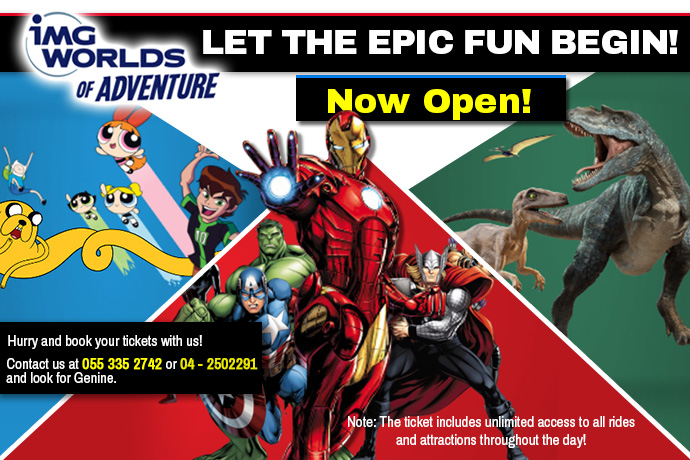 iMG
WORLDS
OF ADVENTURE
LET THE EPIC FUN BEGIN!
Now Open!
10
Hurry and book your tickets with us!
Contact us at 055 335 2742 or 04 - 2502291
and look for Genine.
Note: The ticket includes unlimited access to all rides
and attractions throughout the day!